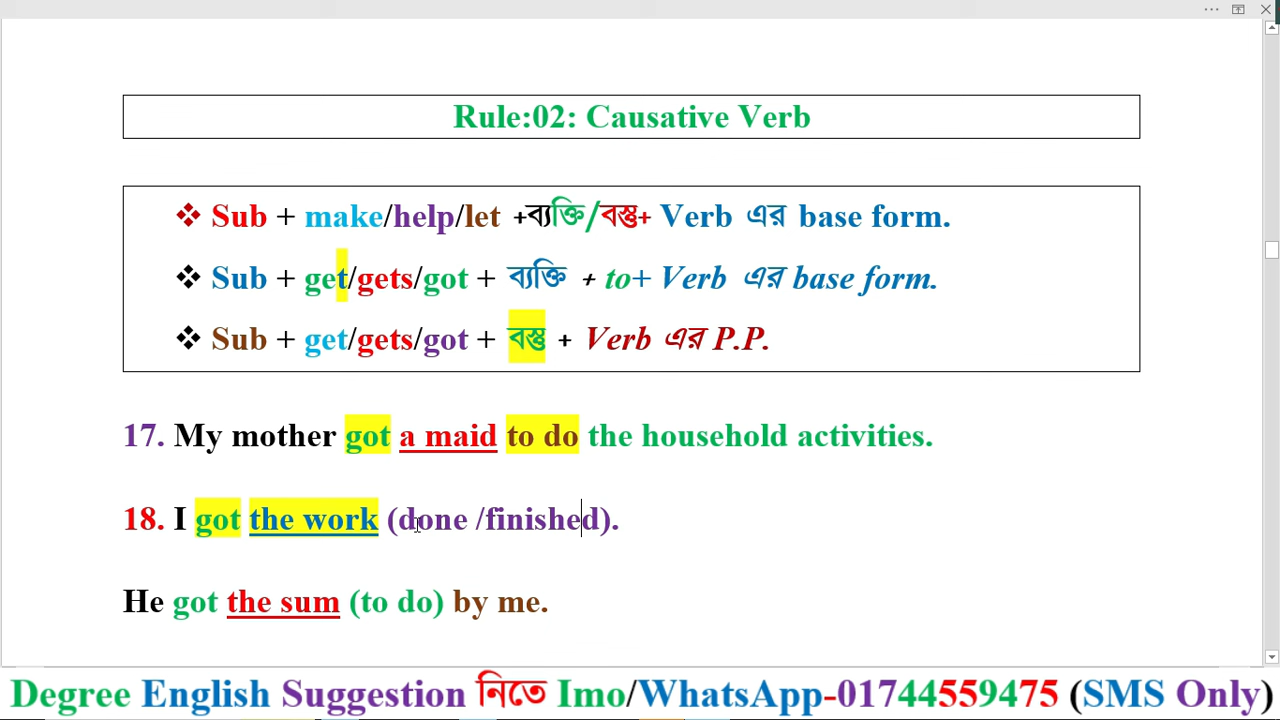 Rule:02: Causative Verb
❖ Sub + make/help/let +ব্যক্তি/বস্তু+ Verb এর base form.
❖ Sub + get/gets/got + ব্যক্তি + to+ Verb এর base form.
❖ Sub + get/gets/got + বস্তু + Verb এর P.P.
17. My mother got a maid to do the household activities.
18. I got the work (done /finished).
He got the sum (to do) by me.
Degree English Suggestion নিতে Imo/WhatsApp-01744559475 (SMS Only)